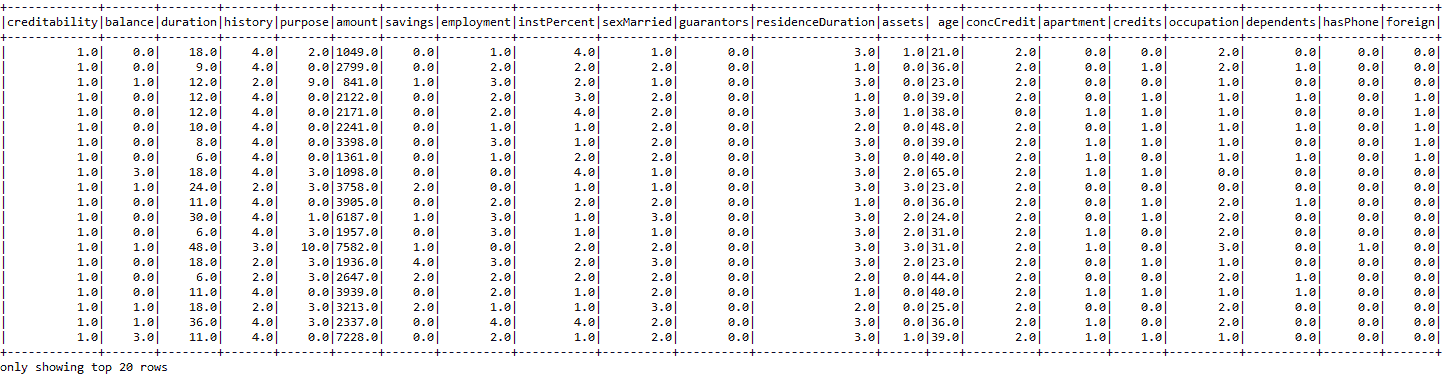 +-------------+-------+--------+-------+-------+------+-------+----------+-----------+----------+----------+-----------------+------+----+----------+---------+-------+----------+----------+--------+-------+
|creditability|balance|duration|history|purpose|amount|savings|employment|instPercent|sexMarried|guarantors|residenceDuration|assets| age|concCredit|apartment|credits|occupation|dependents|hasPhone|foreign|
+-------------+-------+--------+-------+-------+------+-------+----------+-----------+----------+----------+-----------------+------+----+----------+---------+-------+----------+----------+--------+-------+
| 1.0| 0.0| 18.0| 4.0| 2.0|1049.0| 0.0| 1.0| 4.0| 1.0| 0.0| 3.0| 1.0|21.0| 2.0| 0.0| 0.0| 2.0| 0.0| 0.0| 0.0|
| 1.0| 0.0| 9.0| 4.0| 0.0|2799.0| 0.0| 2.0| 2.0| 2.0| 0.0| 1.0| 0.0|36.0| 2.0| 0.0| 1.0| 2.0| 1.0| 0.0| 0.0|
| 1.0| 1.0| 12.0| 2.0| 9.0| 841.0| 1.0| 3.0| 2.0| 1.0| 0.0| 3.0| 0.0|23.0| 2.0| 0.0| 0.0| 1.0| 0.0| 0.0| 0.0|
| 1.0| 0.0| 12.0| 4.0| 0.0|2122.0| 0.0| 2.0| 3.0| 2.0| 0.0| 1.0| 0.0|39.0| 2.0| 0.0| 1.0| 1.0| 1.0| 0.0| 1.0|
| 1.0| 0.0| 12.0| 4.0| 0.0|2171.0| 0.0| 2.0| 4.0| 2.0| 0.0| 3.0| 1.0|38.0| 0.0| 1.0| 1.0| 1.0| 0.0| 0.0| 1.0|
| 1.0| 0.0| 10.0| 4.0| 0.0|2241.0| 0.0| 1.0| 1.0| 2.0| 0.0| 2.0| 0.0|48.0| 2.0| 0.0| 1.0| 1.0| 1.0| 0.0| 1.0|
| 1.0| 0.0| 8.0| 4.0| 0.0|3398.0| 0.0| 3.0| 1.0| 2.0| 0.0| 3.0| 0.0|39.0| 2.0| 1.0| 1.0| 1.0| 0.0| 0.0| 1.0|
| 1.0| 0.0| 6.0| 4.0| 0.0|1361.0| 0.0| 1.0| 2.0| 2.0| 0.0| 3.0| 0.0|40.0| 2.0| 1.0| 0.0| 1.0| 1.0| 0.0| 1.0|
| 1.0| 3.0| 18.0| 4.0| 3.0|1098.0| 0.0| 0.0| 4.0| 1.0| 0.0| 3.0| 2.0|65.0| 2.0| 1.0| 1.0| 0.0| 0.0| 0.0| 0.0|
| 1.0| 1.0| 24.0| 2.0| 3.0|3758.0| 2.0| 0.0| 1.0| 1.0| 0.0| 3.0| 3.0|23.0| 2.0| 0.0| 0.0| 0.0| 0.0| 0.0| 0.0|
| 1.0| 0.0| 11.0| 4.0| 0.0|3905.0| 0.0| 2.0| 2.0| 2.0| 0.0| 1.0| 0.0|36.0| 2.0| 0.0| 1.0| 2.0| 1.0| 0.0| 0.0|
| 1.0| 0.0| 30.0| 4.0| 1.0|6187.0| 1.0| 3.0| 1.0| 3.0| 0.0| 3.0| 2.0|24.0| 2.0| 0.0| 1.0| 2.0| 0.0| 0.0| 0.0|
| 1.0| 0.0| 6.0| 4.0| 3.0|1957.0| 0.0| 3.0| 1.0| 1.0| 0.0| 3.0| 2.0|31.0| 2.0| 1.0| 0.0| 2.0| 0.0| 0.0| 0.0|
| 1.0| 1.0| 48.0| 3.0| 10.0|7582.0| 1.0| 0.0| 2.0| 2.0| 0.0| 3.0| 3.0|31.0| 2.0| 1.0| 0.0| 3.0| 0.0| 1.0| 0.0|
| 1.0| 0.0| 18.0| 2.0| 3.0|1936.0| 4.0| 3.0| 2.0| 3.0| 0.0| 3.0| 2.0|23.0| 2.0| 0.0| 1.0| 2.0| 0.0| 0.0| 0.0|
| 1.0| 0.0| 6.0| 2.0| 3.0|2647.0| 2.0| 2.0| 2.0| 2.0| 0.0| 2.0| 0.0|44.0| 2.0| 0.0| 0.0| 2.0| 1.0| 0.0| 0.0|
| 1.0| 0.0| 11.0| 4.0| 0.0|3939.0| 0.0| 2.0| 1.0| 2.0| 0.0| 1.0| 0.0|40.0| 2.0| 1.0| 1.0| 1.0| 1.0| 0.0| 0.0|
| 1.0| 1.0| 18.0| 2.0| 3.0|3213.0| 2.0| 1.0| 1.0| 3.0| 0.0| 2.0| 0.0|25.0| 2.0| 0.0| 0.0| 2.0| 0.0| 0.0| 0.0|
| 1.0| 1.0| 36.0| 4.0| 3.0|2337.0| 0.0| 4.0| 4.0| 2.0| 0.0| 3.0| 0.0|36.0| 2.0| 1.0| 0.0| 2.0| 0.0| 0.0| 0.0|
| 1.0| 3.0| 11.0| 4.0| 0.0|7228.0| 0.0| 2.0| 1.0| 2.0| 0.0| 3.0| 1.0|39.0| 2.0| 1.0| 1.0| 1.0| 0.0| 0.0| 0.0|
+-------------+-------+--------+-------+-------+------+-------+----------+-----------+----------+----------+-----------------+------+----+----------+---------+-------+----------+----------+--------+-------+
only showing top 20 rows